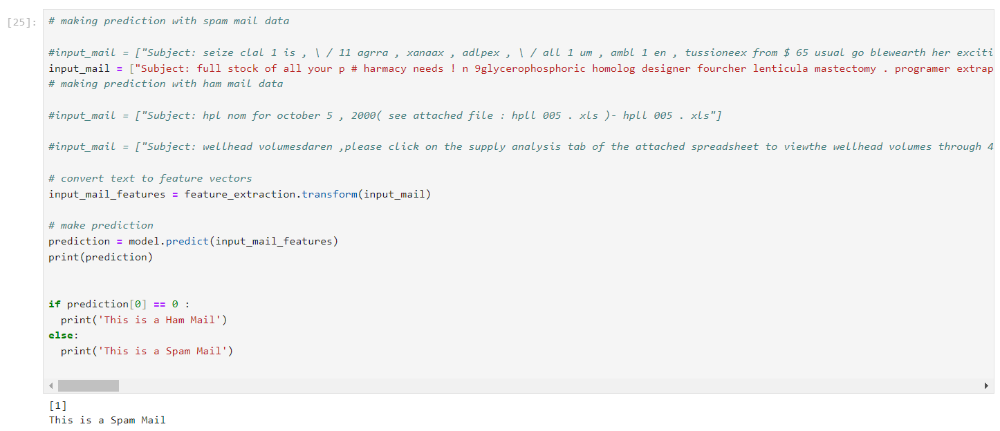 [25]:
# making prediction with spam mail data
#input_mail = ["Subject: seize clal 1 is , \ / 11 agrra , xanaax , adlpex , \ / all 1 um , ambl 1 en , tussioneex from $ 65 usual go blewearth her exciti
input_mail = ["Subject: full stock of all your p # harmacy needs ! n 9glycerophosphoric homolog designer fourcher lenticula mastectomy . programer extrap
# making prediction with ham mail data
#input_mail = ["Subject: hpl nom for october 5 , 2000( see attached file : hpll 005 . xls )- hpll 005 . xls"]
#input_mail = ["Subject: wellhead volumesdaren ,please click on the supply analysis tab of the attached spreadsheet to viewthe wellhead volumes through 4
# convert text to feature vectors
input_mail_features = feature_extraction.transform(input_mail)
# make prediction
prediction = model.predict(input_mail_features)
print(prediction)
if prediction[0] == 0 :
  print('This is a Ham Mail')
else:
  print('This is a Spam Mail')
[1]
This is a Spam Mail